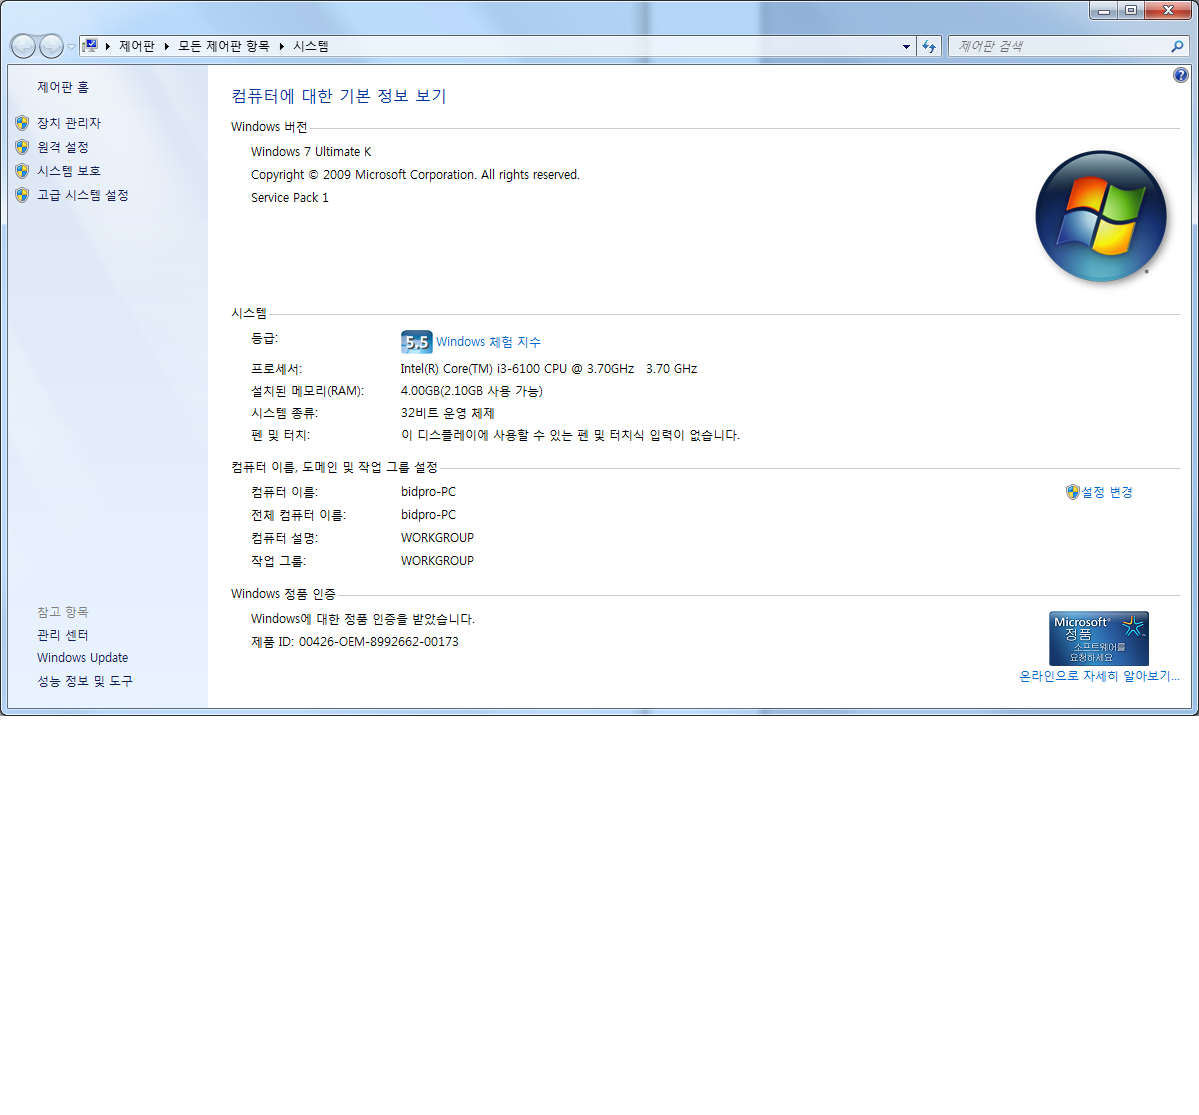 제어판 ▸ 모든 제어판 항목 ▸ 시스템
제어판 검색
제어판 홈
장치 관리자
원격 설정
시스템 보호
고급 시스템 설정
컴퓨터에 대한 기본 정보 보기
Windows 버전
Windows 7 Ultimate K
Copyright © 2009 Microsoft Corporation. All rights reserved.
Service Pack 1
시스템
등급: 5.5 Windows 체험 지수
프로세서: Intel(R) Core(TM) i3-6100 CPU @ 3.70GHz 3.70 GHz
설치된 메모리(RAM): 4.00GB(2.10GB 사용 가능)
시스템 종류: 32비트 운영 체제
펜 및 터치: 이 디스플레이에 사용할 수 있는 펜 및 터치식 입력이 없습니다.
컴퓨터 이름, 도메인 및 작업 그룹 설정
컴퓨터 이름: bidpro-PC 설정 변경
전체 컴퓨터 이름: bidpro-PC
컴퓨터 설명: WORKGROUP
작업 그룹: WORKGROUP
Windows 정품 인증
Windows에 대한 정품 인증을 받았습니다.
제품 ID: 00426-OEM-8992662-00173
Microsoft®
정품
소프트웨어를
요청하세요
온라인으로 자세히 알아보기...
참고 항목
관리 센터
Windows Update
성능 정보 및 도구